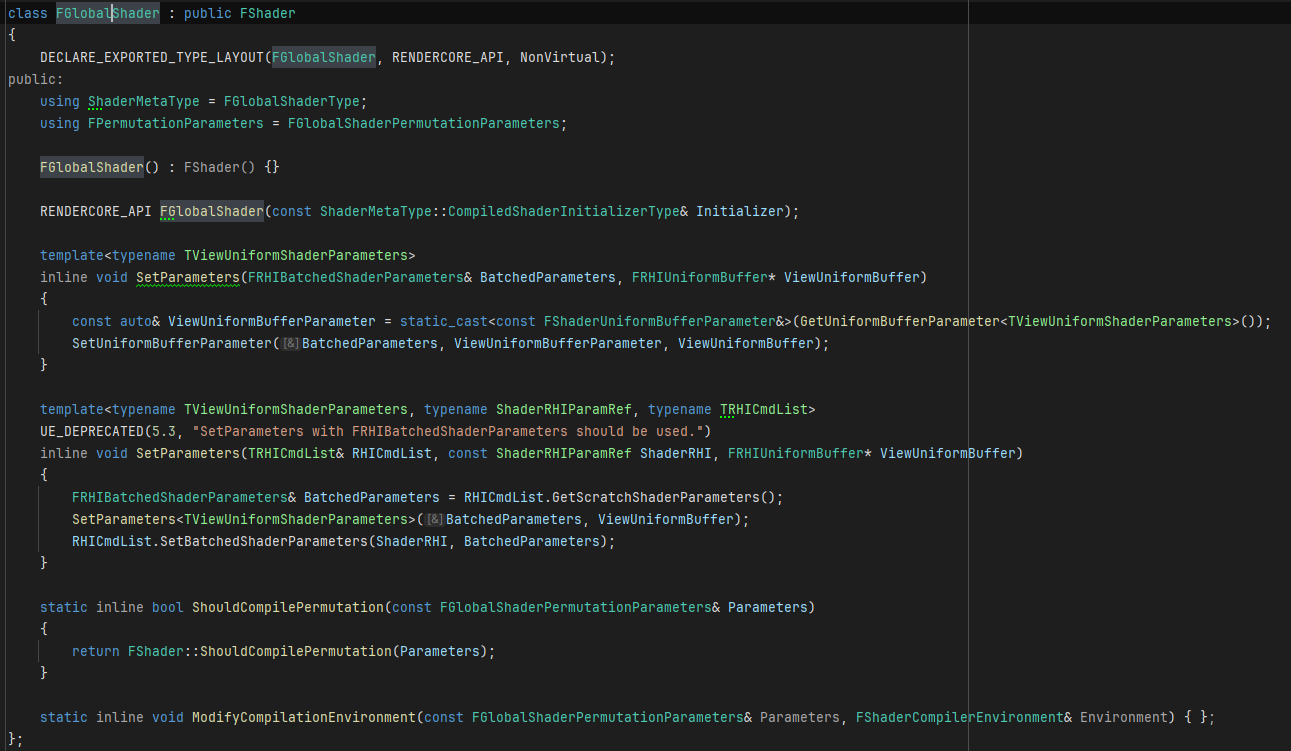 class FGlobalShader : public FShader
{
    DECLARE_EXPORTED_TYPE_LAYOUT(FGlobalShader, RENDERCORE_API, NonVirtual);
public:
    using ShaderMetaType = FGlobalShaderType;
    using FPermutationParameters = FGlobalShaderPermutationParameters;

    FGlobalShader() : FShader() {}

    RENDERCORE_API FGlobalShader(const ShaderMetaType::CompiledShaderInitializerType& Initializer);

    template<typename TViewUniformShaderParameters>
    inline void SetParameters(FRHIBatchedShaderParameters& BatchedParameters, FRHIUniformBuffer* ViewUniformBuffer)
    {
        const auto& ViewUniformBufferParameter = static_cast<const FShaderUniformBufferParameter&>(GetUniformBufferParameter<TViewUniformShaderParameters>());
        SetUniformBufferParameter([&]BatchedParameters, ViewUniformBufferParameter, ViewUniformBuffer);
    }

    template<typename TViewUniformShaderParameters, typename ShaderRHIParamRef, typename TRHICmdList>
    UE_DEPRECATED(5.3, "SetParameters with FRHIBatchedShaderParameters should be used.")
    inline void SetParameters(TRHICmdList& RHICmdList, const ShaderRHIParamRef ShaderRHI, FRHIUniformBuffer* ViewUniformBuffer)
    {
        FRHIBatchedShaderParameters& BatchedParameters = RHICmdList.GetScratchShaderParameters();
        SetParameters<TViewUniformShaderParameters>([&]BatchedParameters, ViewUniformBuffer);
        RHICmdList.SetBatchedShaderParameters(ShaderRHI, BatchedParameters);
    }

    static inline bool ShouldCompilePermutation(const FGlobalShaderPermutationParameters& Parameters)
    {
        return FShader::ShouldCompilePermutation(Parameters);
    }

    static inline void ModifyCompilationEnvironment(const FGlobalShaderPermutationParameters& Parameters, FShaderCompilerEnvironment& Environment) { };
};